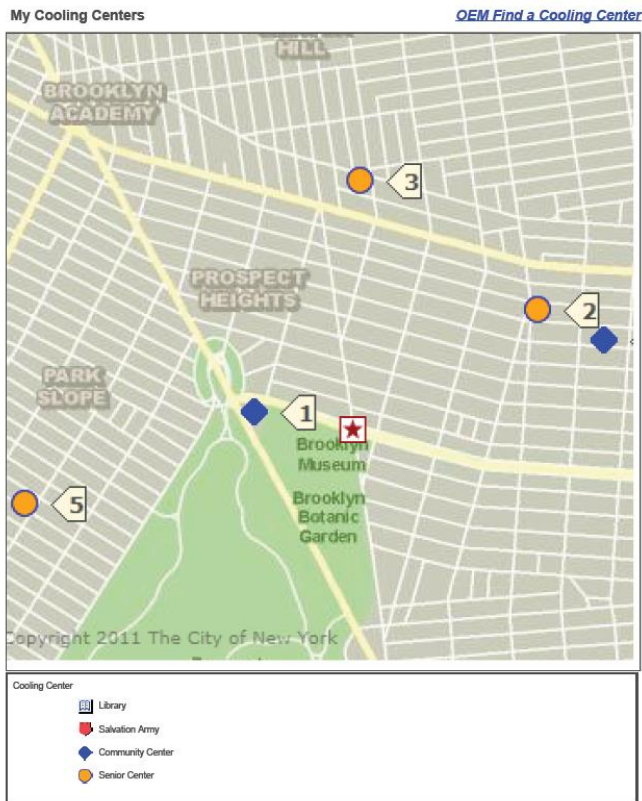 My Cooling Centers
OEM Find a Cooling Center
HILL
BROOKLYN
ACADEMY
3
PROSPECT
HEIGHTS
2
PARK
SLOPE
1
Brooklyn
Museum
5
Brooklyn
Botanic
Garden
Copyright 2011 The City of New York
Cooling Center
Library
Salvation Army
Community Center
Senior Center